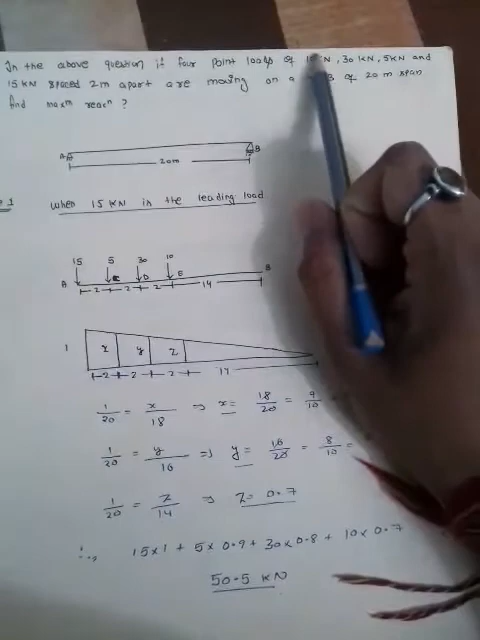 In the above question if four point loads of 1 N, 30 KN, 5KN and
15 KN spaced 2m apart are moving on a B of 20 m span
find maxm reacn ?
A B
20m
1
When 15 KN is the leading load
15 5 30 10
A C D E B
2 2 2 14
1 x y z
2 2 2 14
1/20 = x/18 ⇒ x = 18/20 = 9/10
1/20 = y/16 ⇒ y = 16/20 = 8/10 =
1/20 = z/14 ⇒ z = 0.7
∴ 15×1 + 5×0.9 + 30×0.8 + 10×0.7
50.5 KN